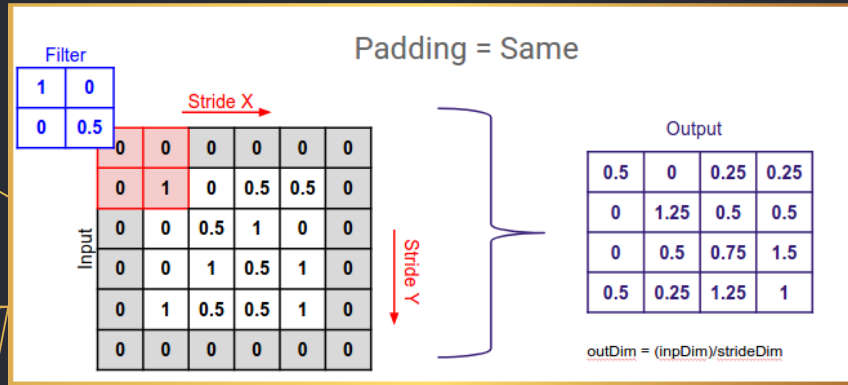 Padding = Same
Filter
1 0
0 0.5
Stride X
Input
0 0 0 0 0 0
0 1 0 0.5 0.5 0
0 0 0.5 1 0 0
0 0 1 0.5 1 0
0 1 0.5 0.5 1 0
0 0 0 0 0 0
Stride Y
Output
0.5 0 0.25 0.25
0 1.25 0.5 0.5
0 0.5 0.75 1.5
0.5 0.25 1.25 1
outDim = (inpDim)/strideDim